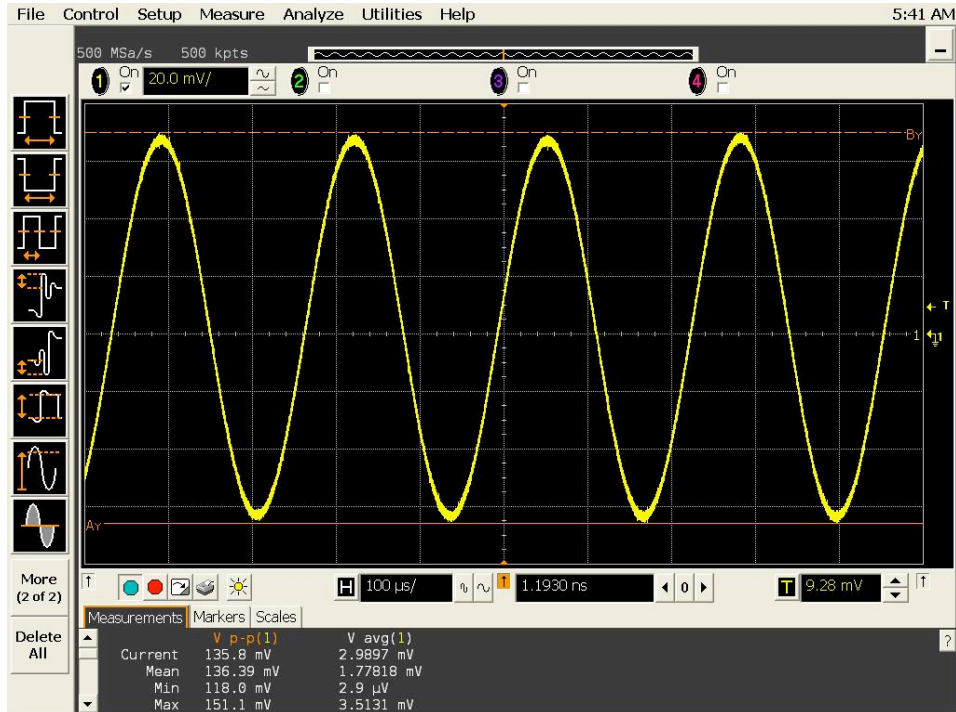 File Control Setup Measure Analyze Utilities Help 5:41 AM
500 MSa/s 500 kpts
1 On 20.0 mV/ 2 On 3 On 4 On
By
T
1
Ay
More
(2 of 2)
Delete
All
H 100 µs/ 1.1930 ns 0 T 9.28 mV
Measurements Markers Scales
V p-p(1) V avg(1)
Current 135.8 mV 2.9897 mV
Mean 136.39 mV 1.77818 mV
Min 118.0 mV 2.9 µV
Max 151.1 mV 3.5131 mV
?